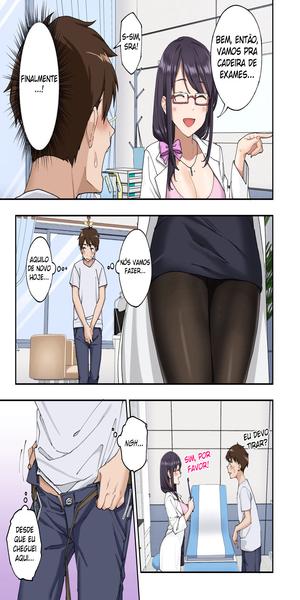 BEM, ENTÃO,
VAMOS PRA
CADEIRA DE
EXAMES...
S-SIM,
SRA!
FINALMENTE
...!
NÓS VAMOS
FAZER...
AQUILO
DE NOVO
HOJE...
NGH...
DESDE
QUE EU
CHEGUEI
AQUI...
EU DEVO
TIRAR?
SIM, POR
FAVOR!